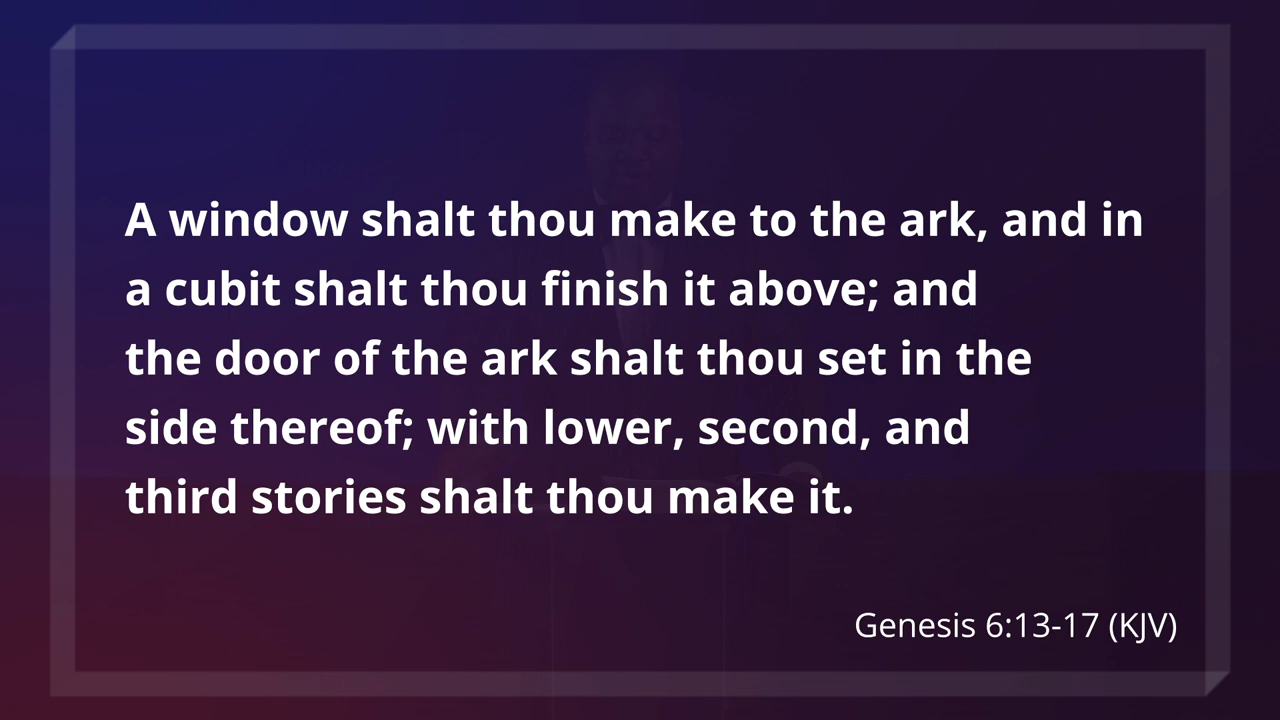 A window shalt thou make to the ark, and in
a cubit shalt thou finish it above; and
the door of the ark shalt thou set in the
side thereof; with lower, second, and
third stories shalt thou make it.
Genesis 6:13-17 (KJV)